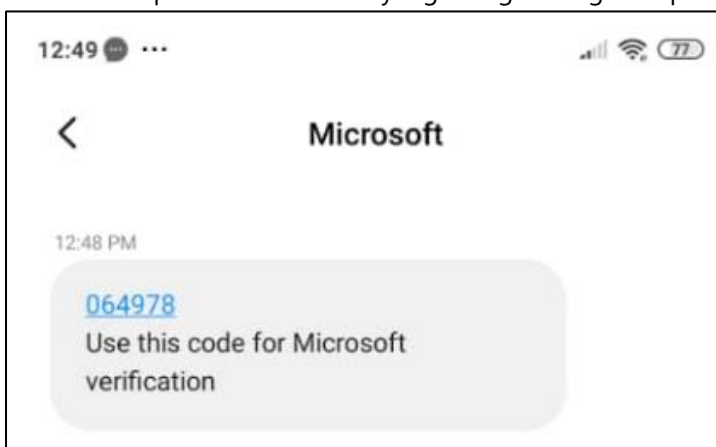 12:49 ...
77
Microsoft
12:48 PM
064978
Use this code for Microsoft
verification